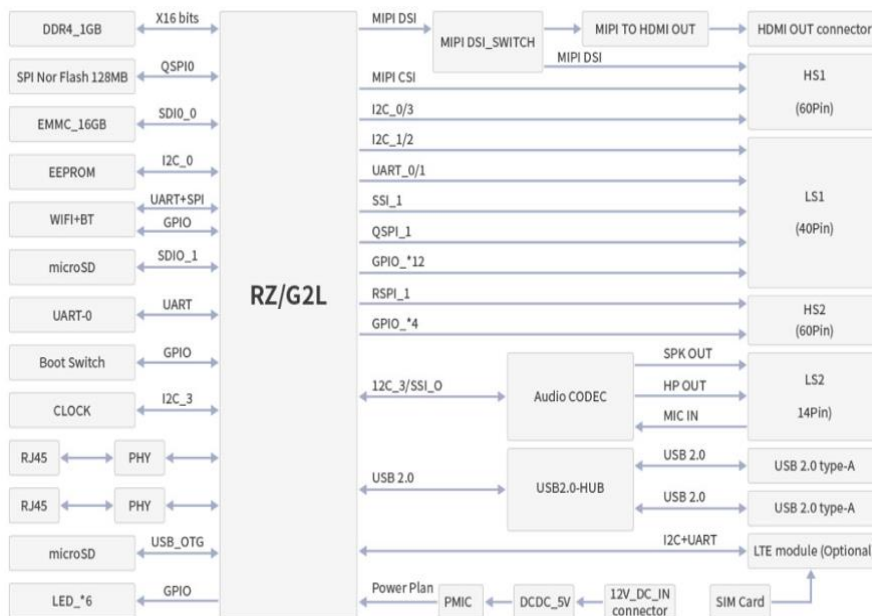 DDR4_1GB
X16 bits
SPI Nor Flash 128MB
QSPI0
EMMC_16GB
SDI0_0
EEPROM
I2C_0
WIFI+BT
UART+SPI
GPIO
microSD
SDIO_1
UART-0
UART
Boot Switch
GPIO
CLOCK
I2C_3
RJ45
PHY
RJ45
PHY
microSD
USB_OTG
LED_*6
GPIO
RZ/G2L
MIPI DSI
MIPI DSI_SWITCH
MIPI TO HDMI OUT
HDMI OUT connector
MIPI DSI
MIPI CSI
I2C_0/3
HS1
(60Pin)
I2C_1/2
UART_0/1
SSI_1
QSPI_1
GPIO_*12
LS1
(40Pin)
RSPI_1
GPIO_*4
HS2
(60Pin)
12C_3/SSI_O
Audio CODEC
SPK OUT
HP OUT
MIC IN
LS2
14Pin)
USB 2.0
USB2.0-HUB
USB 2.0
USB 2.0 type-A
USB 2.0
USB 2.0 type-A
I2C+UART
LTE module (Optional)
Power Plan
PMIC
DCDC_5V
12V_DC_IN
connector
SIM Card